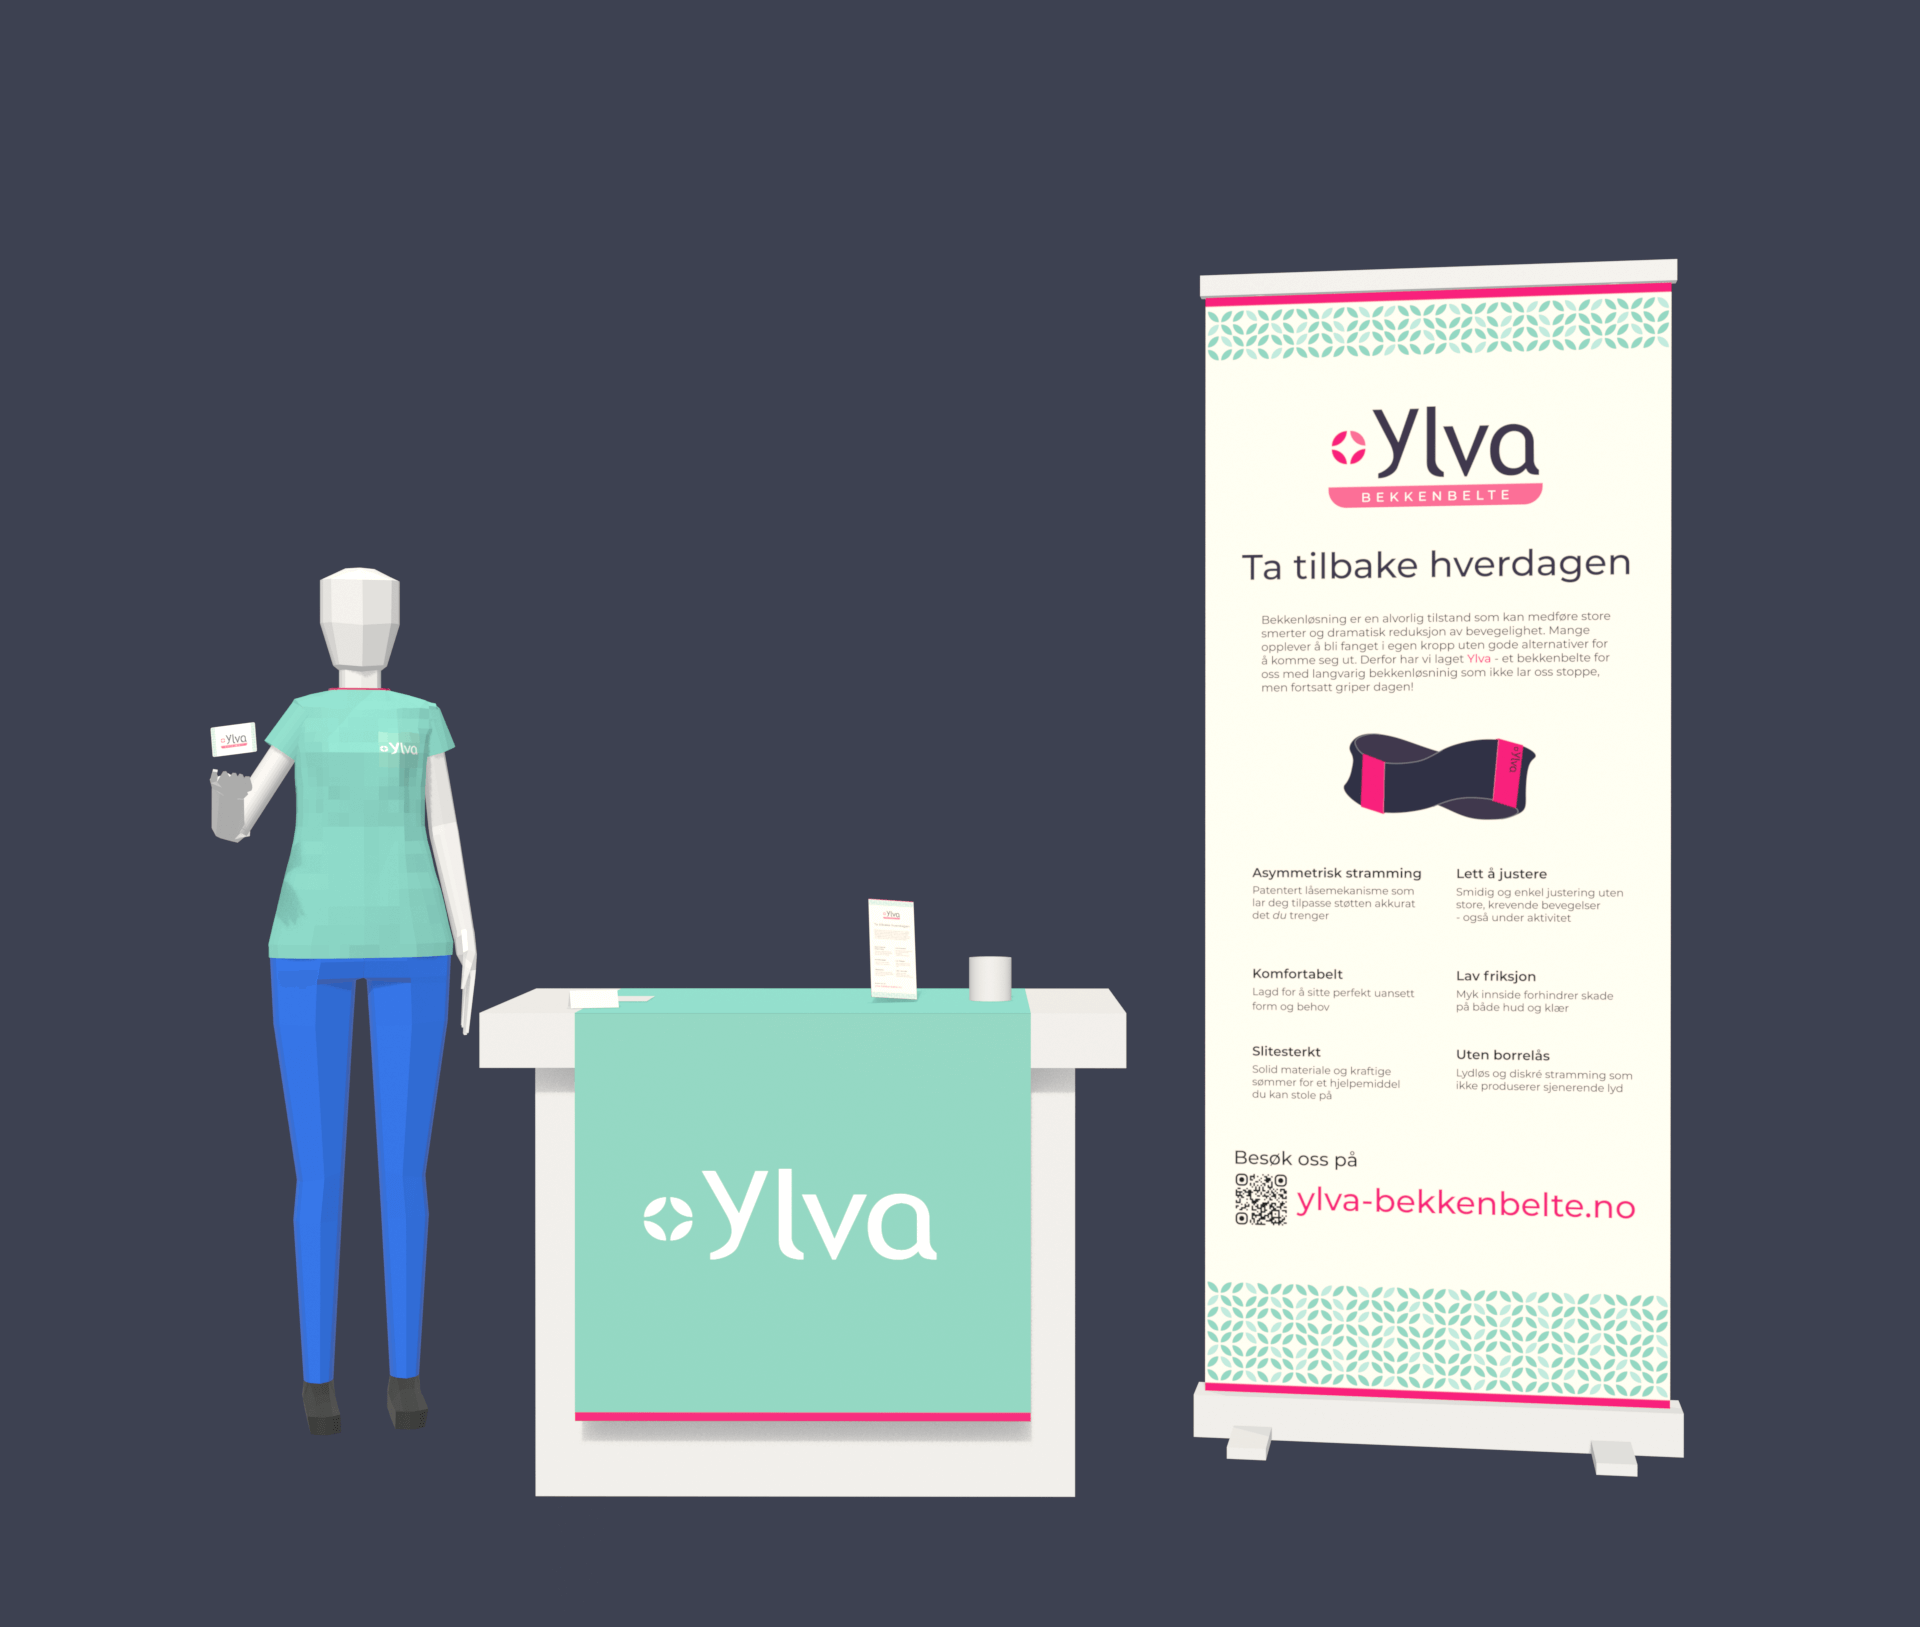 Ylva
BEKKENBELTE
Ta tilbake hverdagen
Bekkenløsning er en alvorlig tilstand som kan medføre store
smerter og dramatisk reduksjon av bevegelighet. Mange
opplever å bli fanget i egen kropp uten gode alternativer for
å komme seg ut. Derfor har vi laget Ylva - et bekkenbelte for
oss med langvarig bekkenløsninig som ikke lar oss stoppe,
men fortsatt griper dagen!
Ylva
Asymmetrisk stramming
Patentert låsemekanisme som
lar deg tilpasse støtten akkurat
det du trenger
Lett å justere
Smidig og enkel justering uten
store, krevende bevegelser
- også under aktivitet
Komfortabelt
Lagd for å sitte perfekt uansett
form og behov
Lav friksjon
Myk innside forhindrer skade
på både hud og klær
Slitesterkt
Solid materiale og kraftige
sømmer for et hjelpemiddel
du kan stole på
Uten borrelås
Lydløs og diskré stramming som
ikke produserer sjenerende lyd
Besøk oss på
ylva-bekkenbelte.no
Ylva
Ylva
Ylva
Ylva